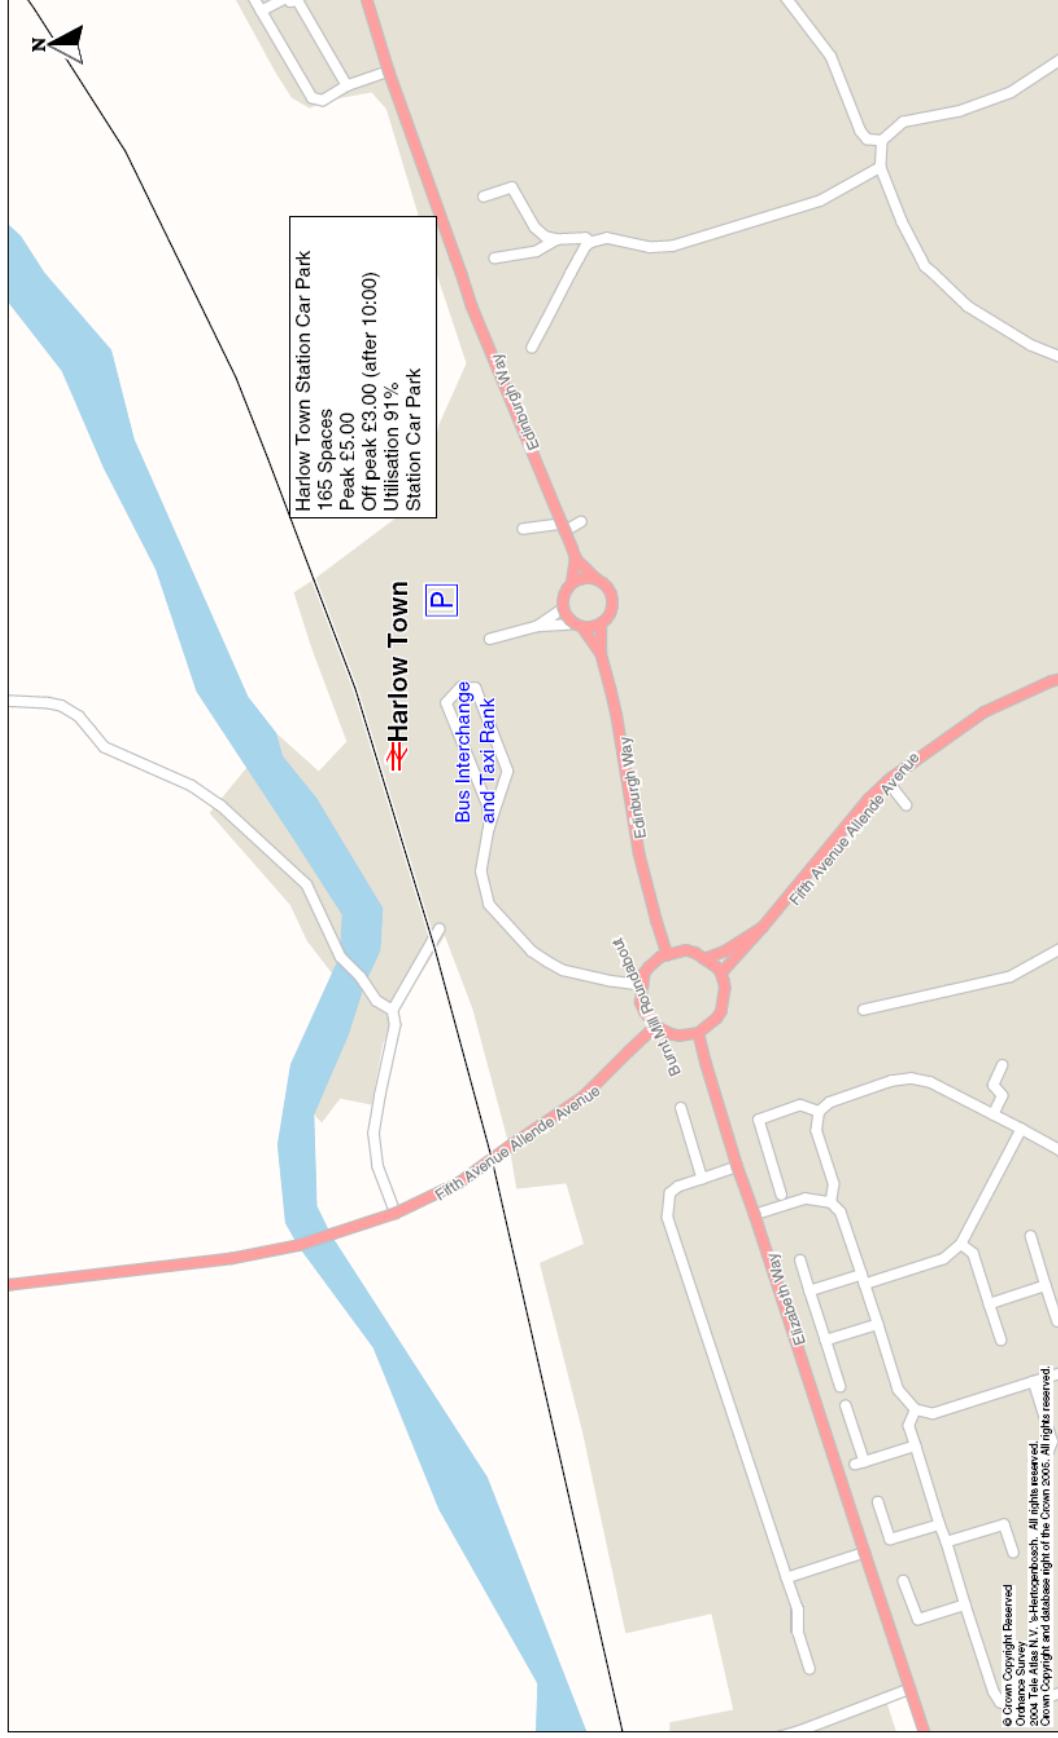 N
Harlow Town Station Car Park
165 Spaces
Peak £5.00
Off peak £3.00 (after 10:00)
Utilisation 91%
Station Car Park
Harlow Town
P
Bus Interchange
and Taxi Rank
Edinburgh Way
Edinburgh Way
Burnt Mill Roundabout
Fifth Avenue Allende Avenue
Fifth Avenue Allende Avenue
Elizabeth Way
© Crown Copyright Reserved
Ordnance Survey
2004 Tele Atlas N.V. 's-Hertogenbosch. All rights reserved.
Crown Copyright and database right of the Crown 2005. All rights reserved.